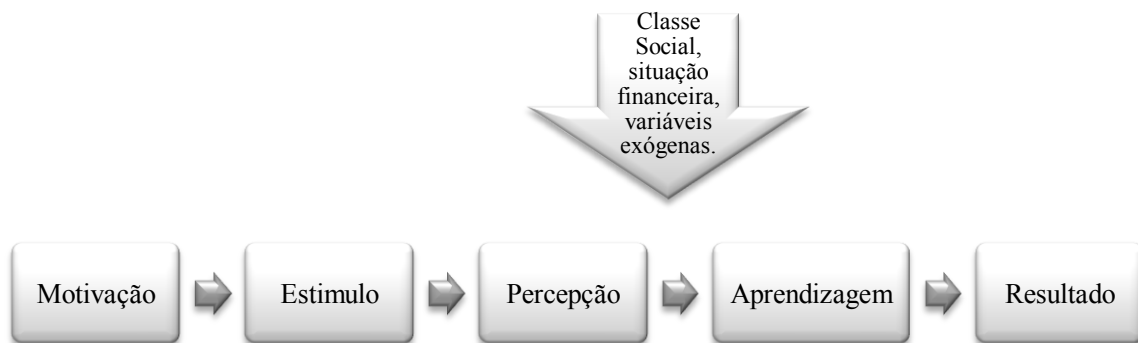 Classe
Social,
situação
financeira,
variáveis
exógenas.
Motivação
Estimulo
Percepção
Aprendizagem
Resultado